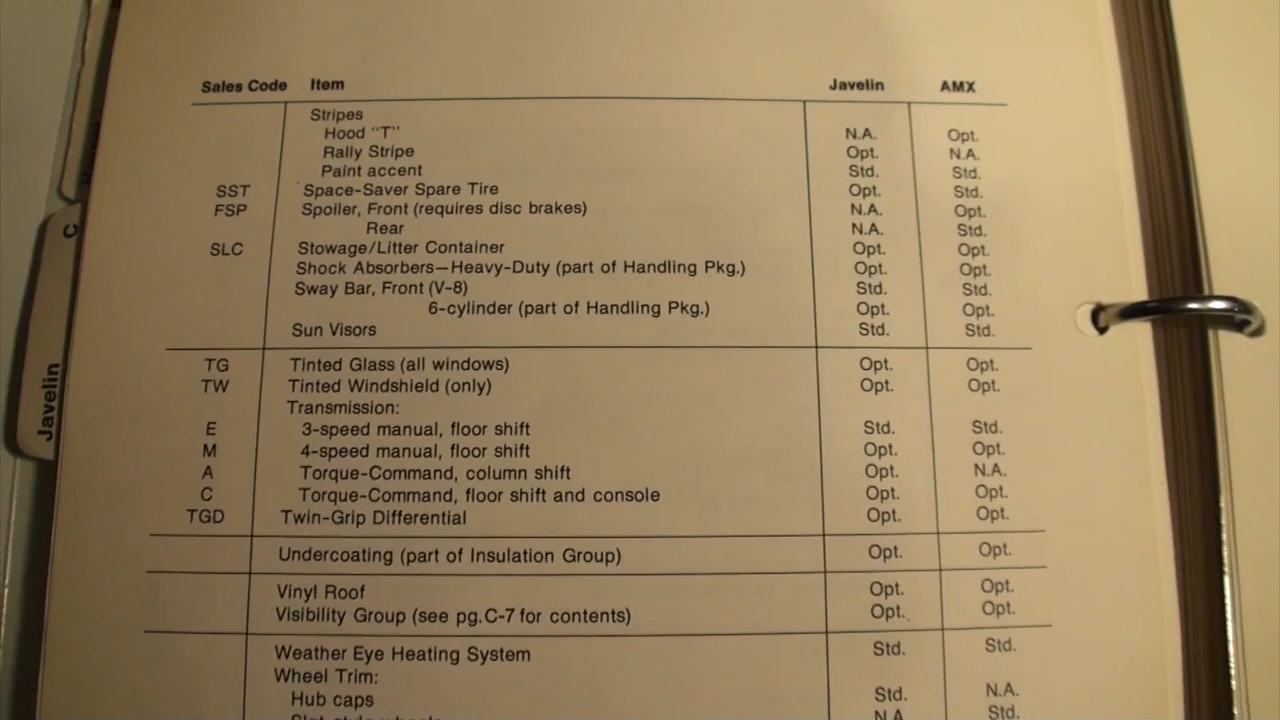 Sales Code Item Javelin AMX
Stripes
Hood "T" N.A. Opt.
Rally Stripe Opt. N.A.
Paint accent Std. Std.
SST Space-Saver Spare Tire Opt. Std.
FSP Spoiler, Front (requires disc brakes) N.A. Opt.
Rear N.A. Std.
SLC Stowage/Litter Container Opt. Opt.
Shock Absorbers—Heavy-Duty (part of Handling Pkg.) Opt. Opt.
Sway Bar, Front (V-8) Std. Std.
6-cylinder (part of Handling Pkg.) Opt. Opt.
Sun Visors Std. Std.
TG Tinted Glass (all windows) Opt. Opt.
TW Tinted Windshield (only) Opt. Opt.
Transmission:
E 3-speed manual, floor shift Std. Std.
M 4-speed manual, floor shift Opt. Opt.
A Torque-Command, column shift Opt. N.A.
C Torque-Command, floor shift and console Opt. Opt.
TGD Twin-Grip Differential Opt. Opt.
Undercoating (part of Insulation Group) Opt. Opt.
Vinyl Roof Opt. Opt.
Visibility Group (see pg. C-7 for contents) Opt. Opt.
Weather Eye Heating System Std. Std.
Wheel Trim:
Hub caps Std. N.A.
N.A. Std.
C
Javelin